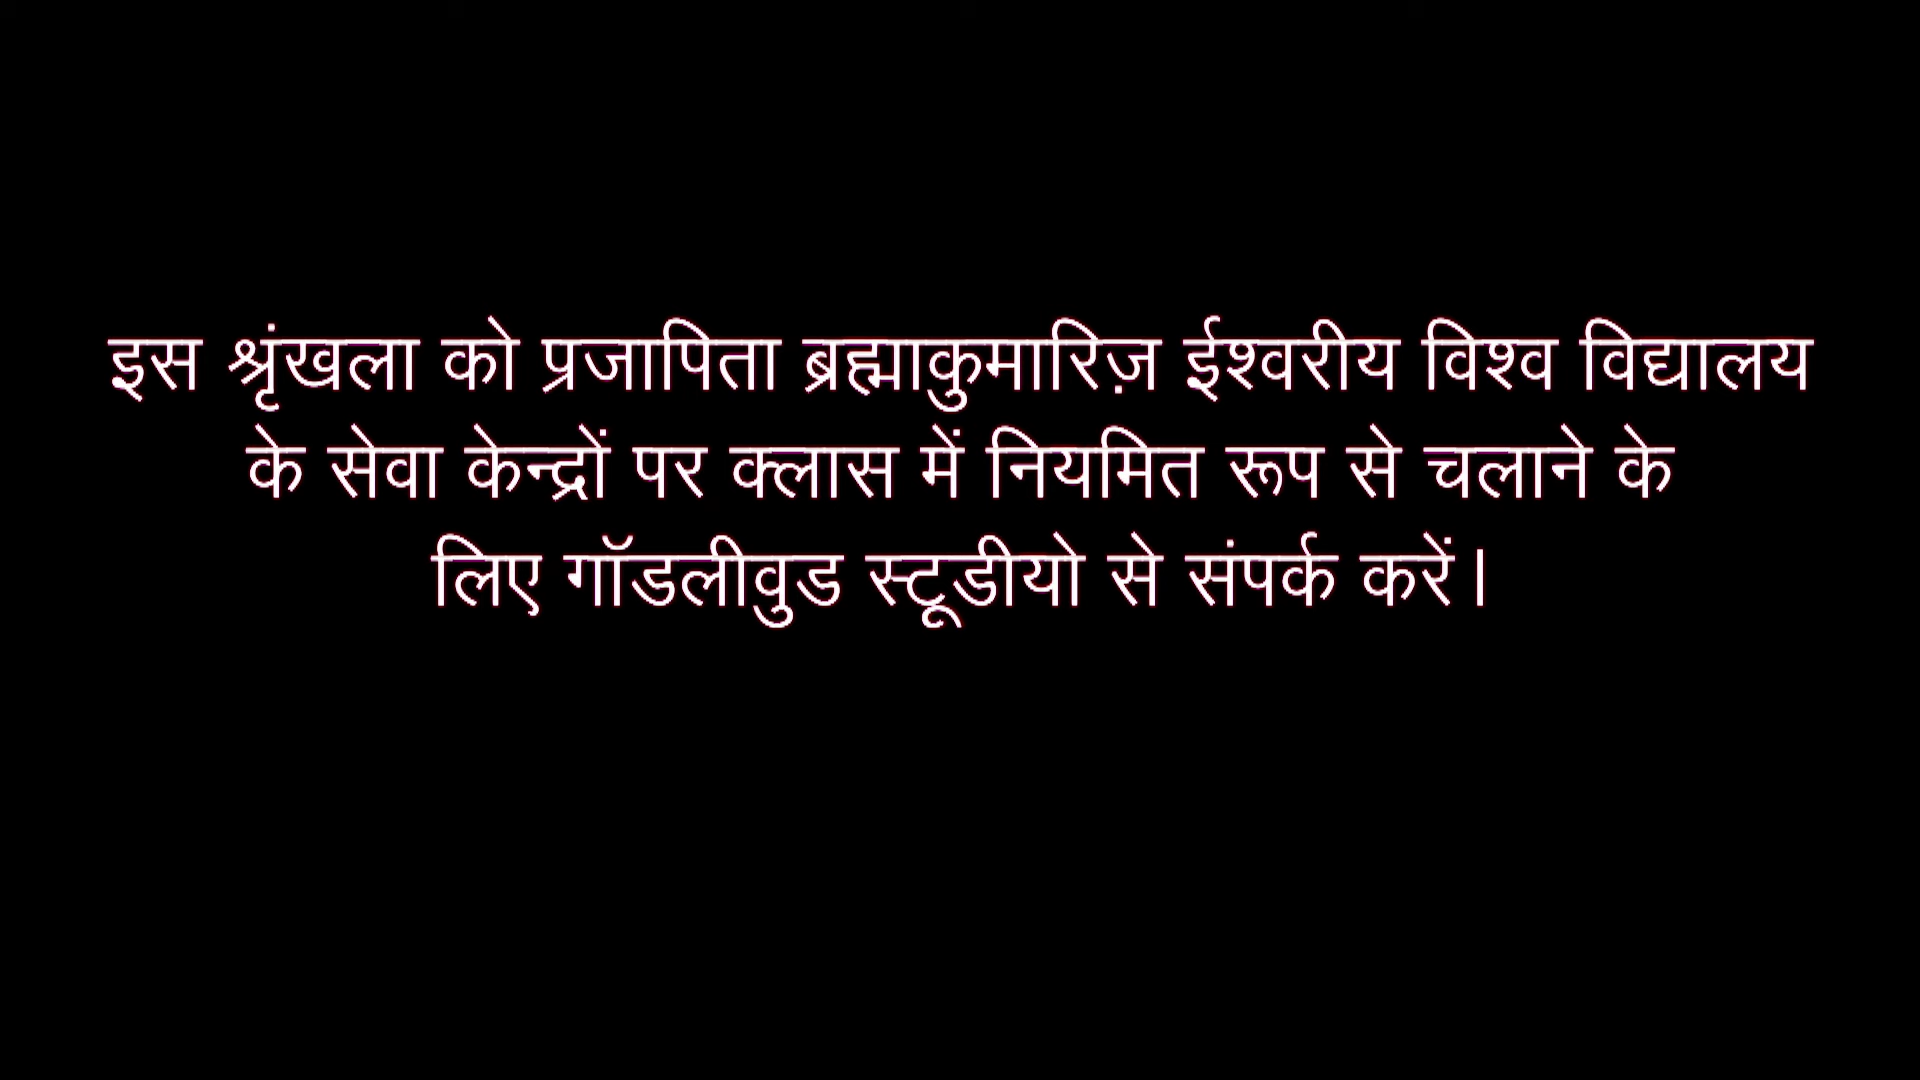 इस श्रृंखला को प्रजापिता ब्रह्माकुमारिज़ ईश्वरीय विश्व विद्यालय
के सेवा केन्द्रों पर क्लास में नियमित रूप से चलाने के
लिए गॉडलीवुड स्टूडीयो से संपर्क करें।